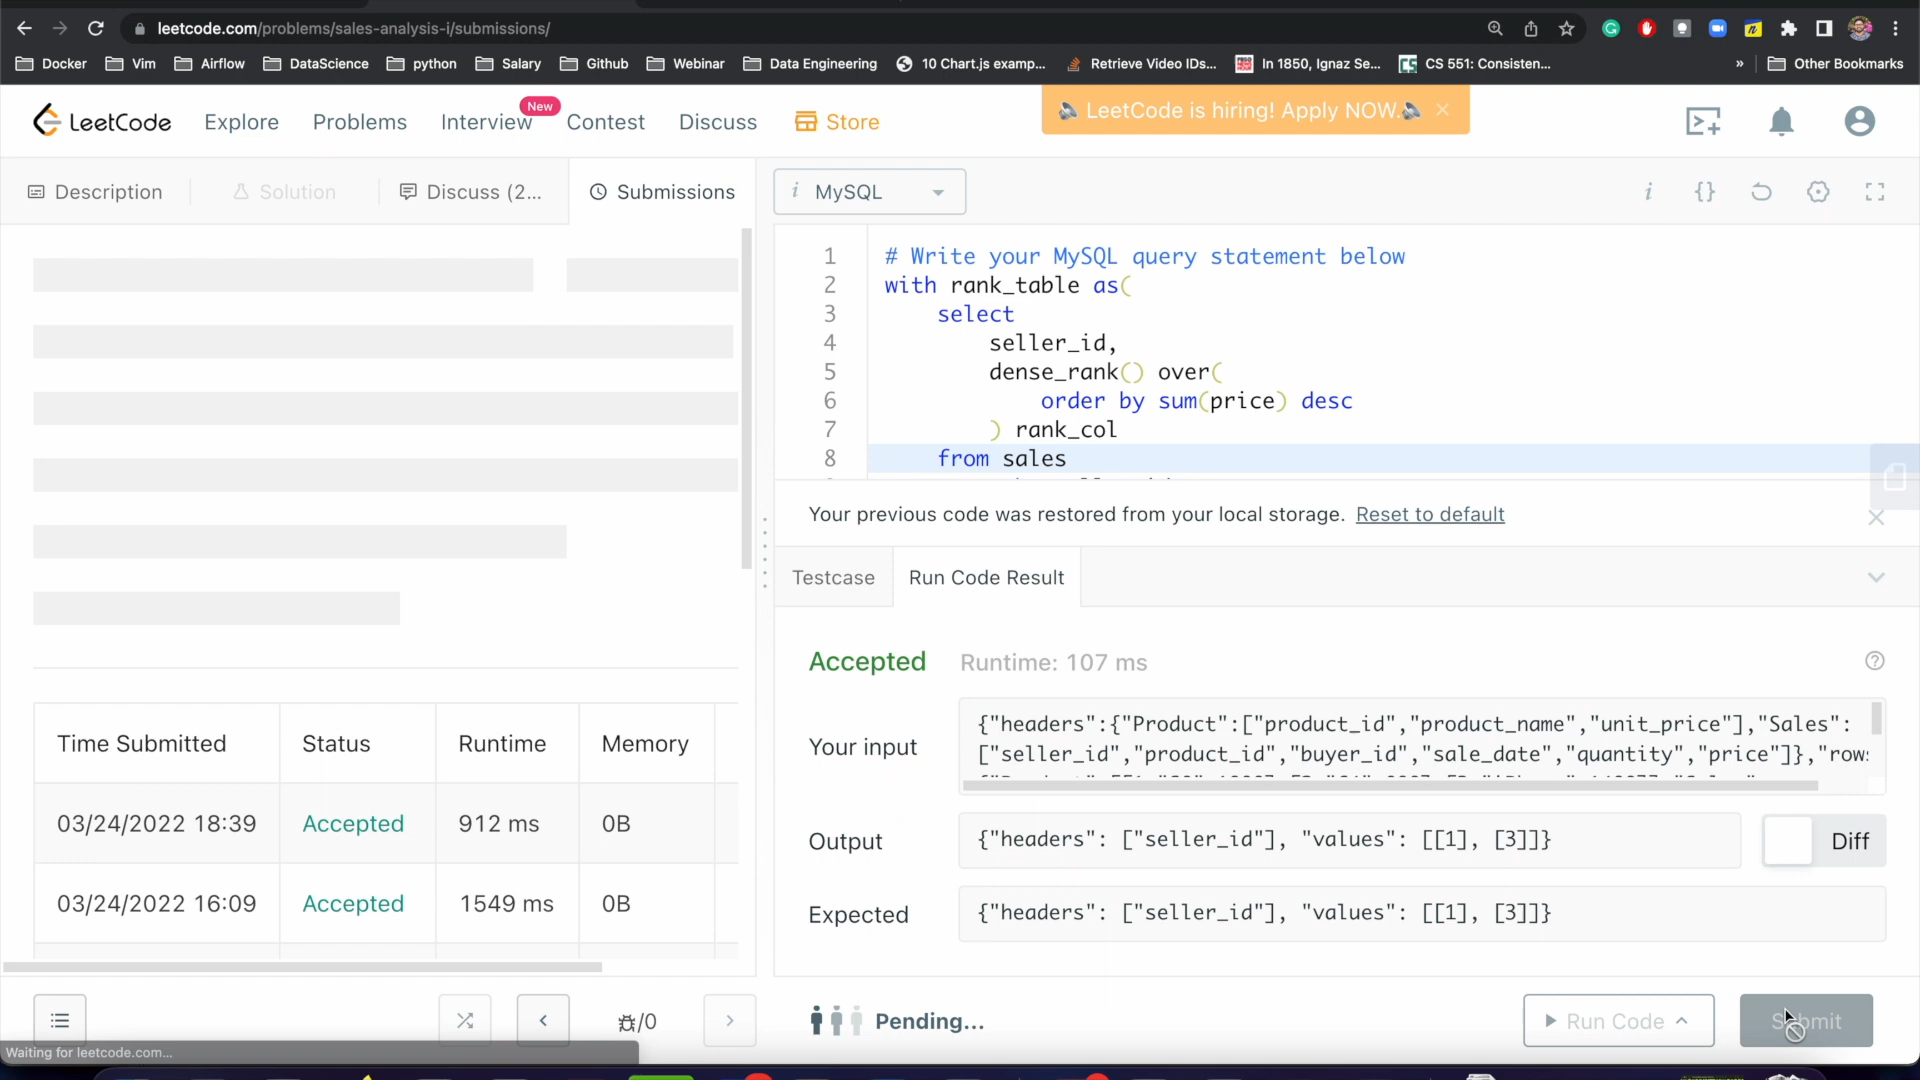 leetcode.com/problems/sales-analysis-i/submissions/
Docker Vim Airflow DataScience python Salary Github Webinar Data Engineering 10 Chart.js examp... Retrieve Video IDs... In 1850, Ignaz Se... CS 551: Consisten... » Other Bookmarks
LeetCode Explore Problems Interview New Contest Discuss Store
LeetCode is hiring! Apply NOW.
Description Solution Discuss (2... Submissions
i MySQL
1 # Write your MySQL query statement below
2 with rank_table as(
3 select
4 seller_id,
5 dense_rank() over(
6 order by sum(price) desc
7 ) rank_col
8 from sales
Your previous code was restored from your local storage. Reset to default
Testcase Run Code Result
Accepted Runtime: 107 ms
Your input
{"headers":{"Product":["product_id","product_name","unit_price"],"Sales":
["seller_id","product_id","buyer_id","sale_date","quantity","price"]},"rows
Output {"headers": ["seller_id"], "values": [[1], [3]]} Diff
Expected {"headers": ["seller_id"], "values": [[1], [3]]}
Time Submitted Status Runtime Memory
03/24/2022 18:39 Accepted 912 ms 0B
03/24/2022 16:09 Accepted 1549 ms 0B
/0
Pending...
Run Code Submit
Waiting for leetcode.com...